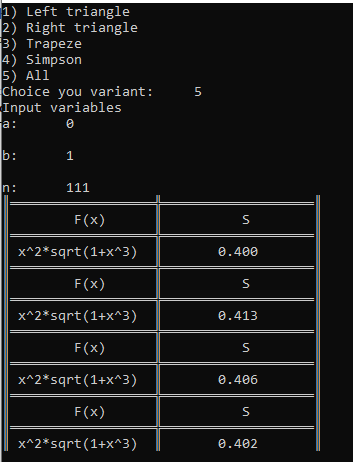 1) Left triangle
2) Right triangle
3) Trapeze
4) Simpson
5) All
Choice you variant: 5
Input variables
a: 0
b: 1
n: 111
F(x) S
x^2*sqrt(1+x^3) 0.400
F(x) S
x^2*sqrt(1+x^3) 0.413
F(x) S
x^2*sqrt(1+x^3) 0.406
F(x) S
x^2*sqrt(1+x^3) 0.402